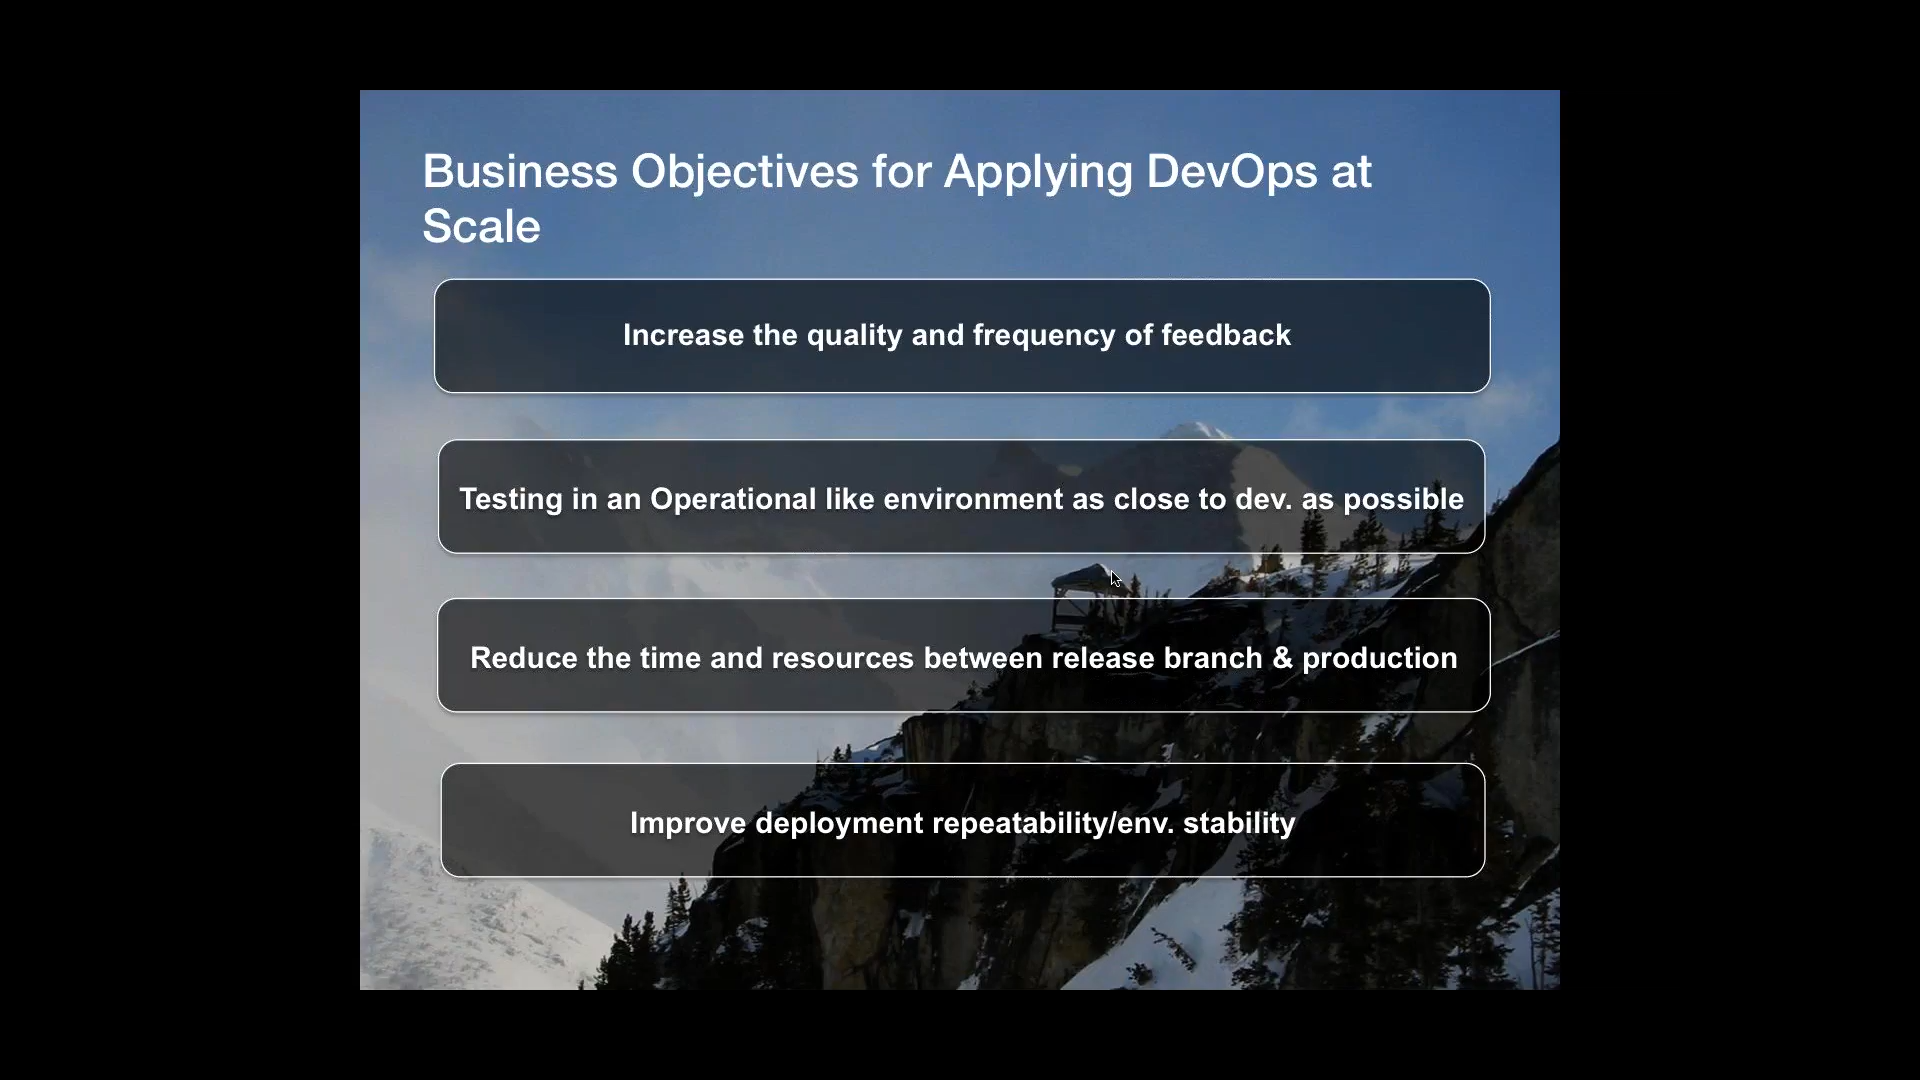 Business Objectives for Applying DevOps at
Scale
Increase the quality and frequency of feedback
Testing in an Operational like environment as close to dev. as possible
Reduce the time and resources between release branch & production
Improve deployment repeatability/env. stability